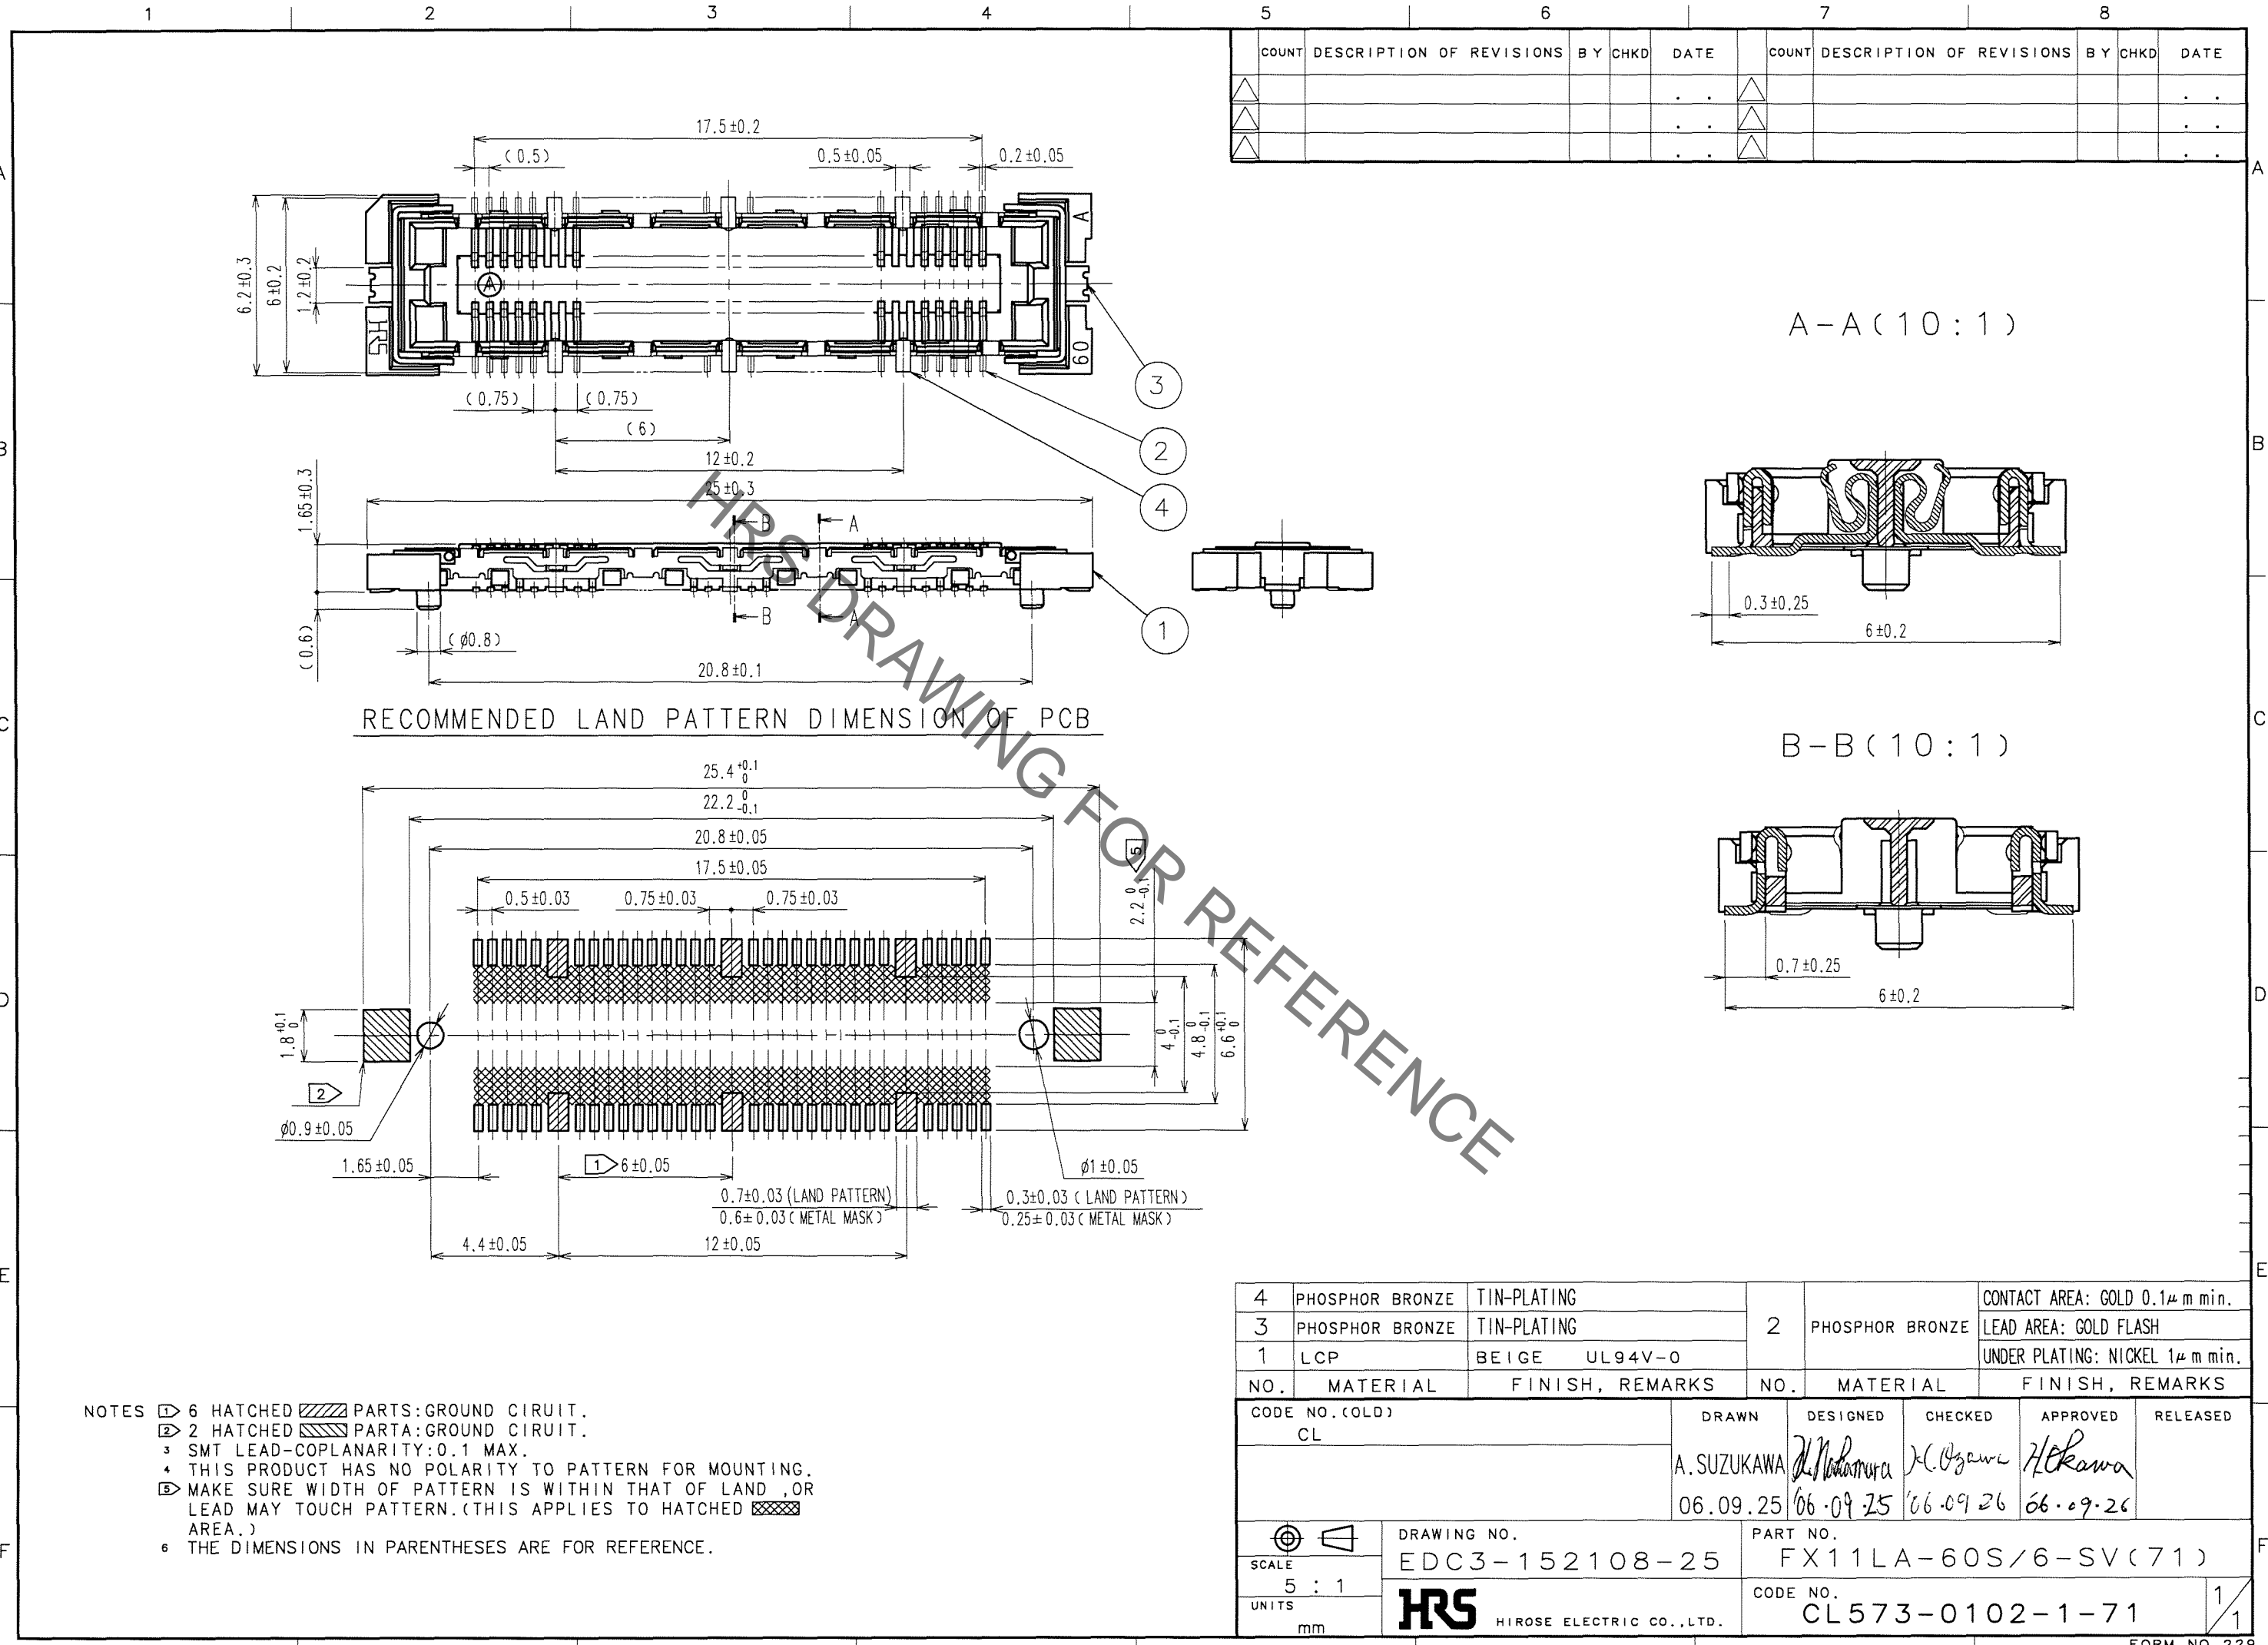 1 2 3 4 5 6 7 8
COUNT DESCRIPTION OF REVISIONS BY CHKD DATE COUNT DESCRIPTION OF REVISIONS BY CHKD DATE
A A
B B
C C
D D
E E
F F
17.5±0.2
(0.5) 0.5±0.05 0.2±0.05
6.2±0.3
6±0.2
1.2±0.2
A
A
60
(0.75) (0.75)
(6)
12±0.2
3
2
4
1.65±0.3
25±0.3
B A
B A
(0.6)
(ø0.8)
20.8±0.1
1
A-A(10:1)
0.3±0.25
6±0.2
B-B(10:1)
0.7±0.25
6±0.2
RECOMMENDED LAND PATTERN DIMENSION OF PCB
25.4 +0.1 0
22.2 0 -0.1
20.8±0.05
17.5±0.05
0.5±0.03 0.75±0.03 0.75±0.03
5
2.2 0 -0.1
4 0 -0.1
4.8 0 -0.1
6.6 +0.1 0
1.8 +0.1 0
2
ø0.9±0.05
1.65±0.05
1 6±0.05
ø1±0.05
0.7±0.03(LAND PATTERN)
0.6±0.03(METAL MASK)
0.3±0.03(LAND PATTERN)
0.25±0.03(METAL MASK)
4.4±0.05 12±0.05
HRS DRAWING FOR REFERENCE
4 PHOSPHOR BRONZE TIN-PLATING
3 PHOSPHOR BRONZE TIN-PLATING
1 LCP BEIGE UL94V-0
2 PHOSPHOR BRONZE
CONTACT AREA: GOLD 0.1μm min.
LEAD AREA: GOLD FLASH
UNDER PLATING: NICKEL 1μm min.
NO. MATERIAL FINISH, REMARKS NO. MATERIAL FINISH, REMARKS
NOTES 1 6 HATCHED PARTS:GROUND CIRUIT.
2 2 HATCHED PARTA:GROUND CIRUIT.
3 SMT LEAD-COPLANARITY:0.1 MAX.
4 THIS PRODUCT HAS NO POLARITY TO PATTERN FOR MOUNTING.
5 MAKE SURE WIDTH OF PATTERN IS WITHIN THAT OF LAND ,OR
LEAD MAY TOUCH PATTERN.(THIS APPLIES TO HATCHED
AREA.)
6 THE DIMENSIONS IN PARENTHESES ARE FOR REFERENCE.
CODE NO.(OLD)
CL
DRAWN DESIGNED CHECKED APPROVED RELEASED
A.SUZUKAWA H.Nakamura K.Ozawa H.Okawa
06.09.25 '06.09.25 '06.09.26 06.09.26
SCALE
5 : 1
UNITS
mm
DRAWING NO.
EDC3-152108-25
PART NO.
FX11LA-60S/6-SV(71)
HRS HIROSE ELECTRIC CO.,LTD.
CODE NO.
CL573-0102-1-71
1/1